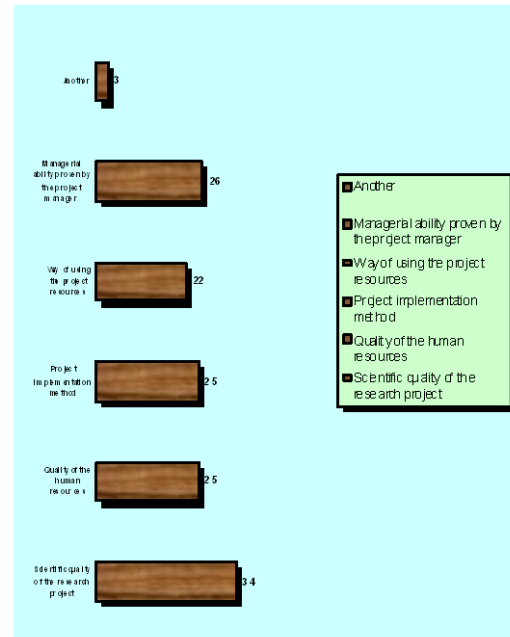 Another
3
Managerial
ability proven by
the project
manager
26
Way of using
the project
resources
22
Project
implementation
method
25
Quality of the
human
resources
25
Scientific quality
of the research
project
34
Another
Managerial ability proven by
the project manager
Way of using the project
resources
Project implementation
method
Quality of the human
resources
Scientific quality of the
research project